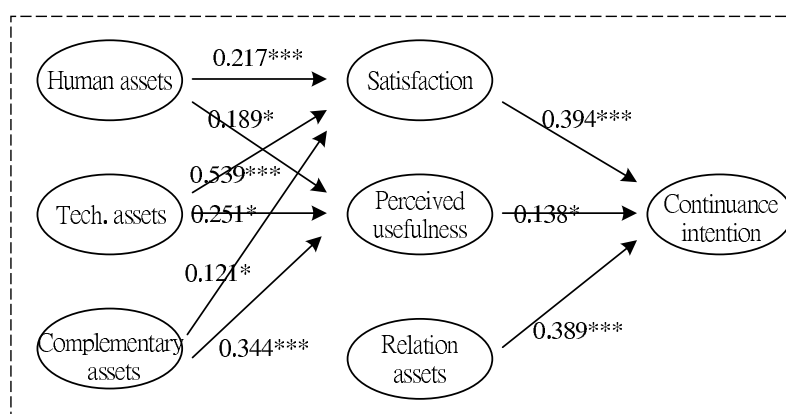 0.217***
Human assets
Satisfaction
0.189*
0.394***
0.539***
Tech. assets
0.251*
Perceived
usefulness
0.138*
Continuance
intention
0.121*
Complementary
assets
0.344***
Relation
assets
0.389***